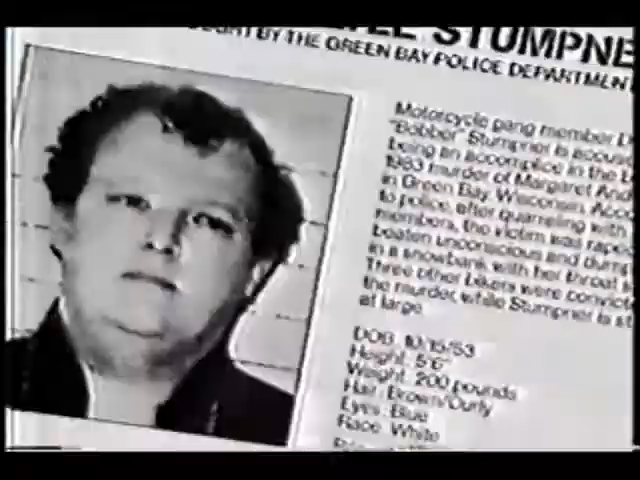 STUMPNE
BY THE GREEN BAY POLICE DEPARTMENT
Motorcycle gang member D
"Bobber" Stumpner is accused
being an accomplice in the
1983 murder of Margaret And
in Green Bay, Wisconsin. Acco
to police, after quarreling with
members, the victim was raped
beaten unconscious and dump
in a snowbank with her throat
Three other bikers were convict
the murder, while Stumpner is st
at large.
DOB: 10/15/53
Height: 5'6"
Weight: 200 pounds
Hair: Brown/Curly
Eyes: Blue
Race: White